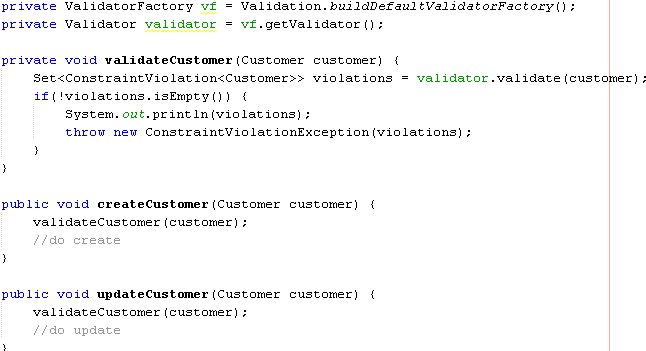 private ValidatorFactory vf = Validation.buildDefaultValidatorFactory();
private Validator validator = vf.getValidator();
private void validateCustomer(Customer customer) {
Set<ConstraintViolation<Customer>> violations = validator.validate(customer);
if(!violations.isEmpty()) {
System.out.println(violations);
throw new ConstraintViolationException(violations);
}
}
public void createCustomer(Customer customer) {
validateCustomer(customer);
//do create
}
public void updateCustomer(Customer customer) {
validateCustomer(customer);
//do update
}